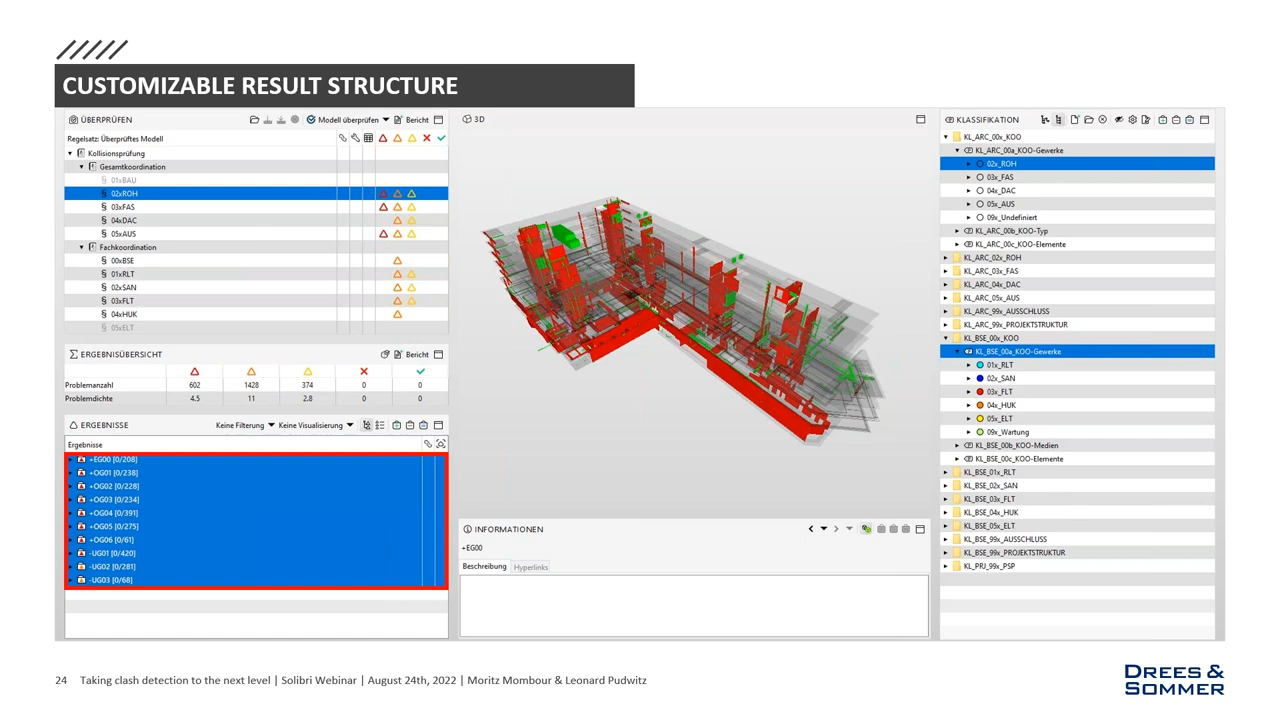 CUSTOMIZABLE RESULT STRUCTURE
ÜBERPRÜFEN
Modell überprüfen
Bericht
Regelsatz: Überprüftes Modell
Kollisionsprüfung
Gesamtkoordination
§ 01xBAU
§ 02xROH
§ 03xFAS
§ 04xDAC
§ 05xAUS
Fachkoordination
§ 00xBSE
§ 01xRLT
§ 02xSAN
§ 03xFLT
§ 04xHUK
§ 05xELT
ERGEBNISÜBERSICHT
Bericht
Problemanzahl 602 1428 374 0 0
Problemdichte 4.5 11 2.8 0 0
ERGEBNISSE
Keine Filterung
Keine Visualisierung
Ergebnisse
+EG00 [0/208]
+OG01 [0/238]
+OG02 [0/228]
+OG03 [0/234]
+OG04 [0/391]
+OG05 [0/275]
+OG06 [0/61]
-UG01 [0/420]
-UG02 [0/281]
-UG03 [0/68]
3D
INFORMATIONEN
+EG00
Beschreibung Hyperlinks
KLASSIFIKATION
KL_ARC_00x_KOO
KL_ARC_00a_KOO-Gewerke
02x_ROH
03x_FAS
04x_DAC
05x_AUS
09x_Undefiniert
KL_ARC_00b_KOO-Typ
KL_ARC_00c_KOO-Elemente
KL_ARC_02x_ROH
KL_ARC_03x_FAS
KL_ARC_04x_DAC
KL_ARC_05x_AUS
KL_ARC_99x_AUSSCHLUSS
KL_ARC_99x_PROJEKTSTRUKTUR
KL_BSE_00x_KOO
KL_BSE_00a_KOO-Gewerke
01x_RLT
02x_SAN
03x_FLT
04x_HUK
05x_ELT
09x_Wartung
KL_BSE_00b_KOO-Medien
KL_BSE_00c_KOO-Elemente
KL_BSE_01x_RLT
KL_BSE_02x_SAN
KL_BSE_03x_FLT
KL_BSE_04x_HUK
KL_BSE_05x_ELT
KL_BSE_99x_AUSSCHLUSS
KL_BSE_99x_PROJEKTSTRUKTUR
KL_PRJ_99x_PSP
24 Taking clash detection to the next level | Solibri Webinar | August 24th, 2022 | Moritz Mombour & Leonard Pudwitz
DREES &
SOMMER